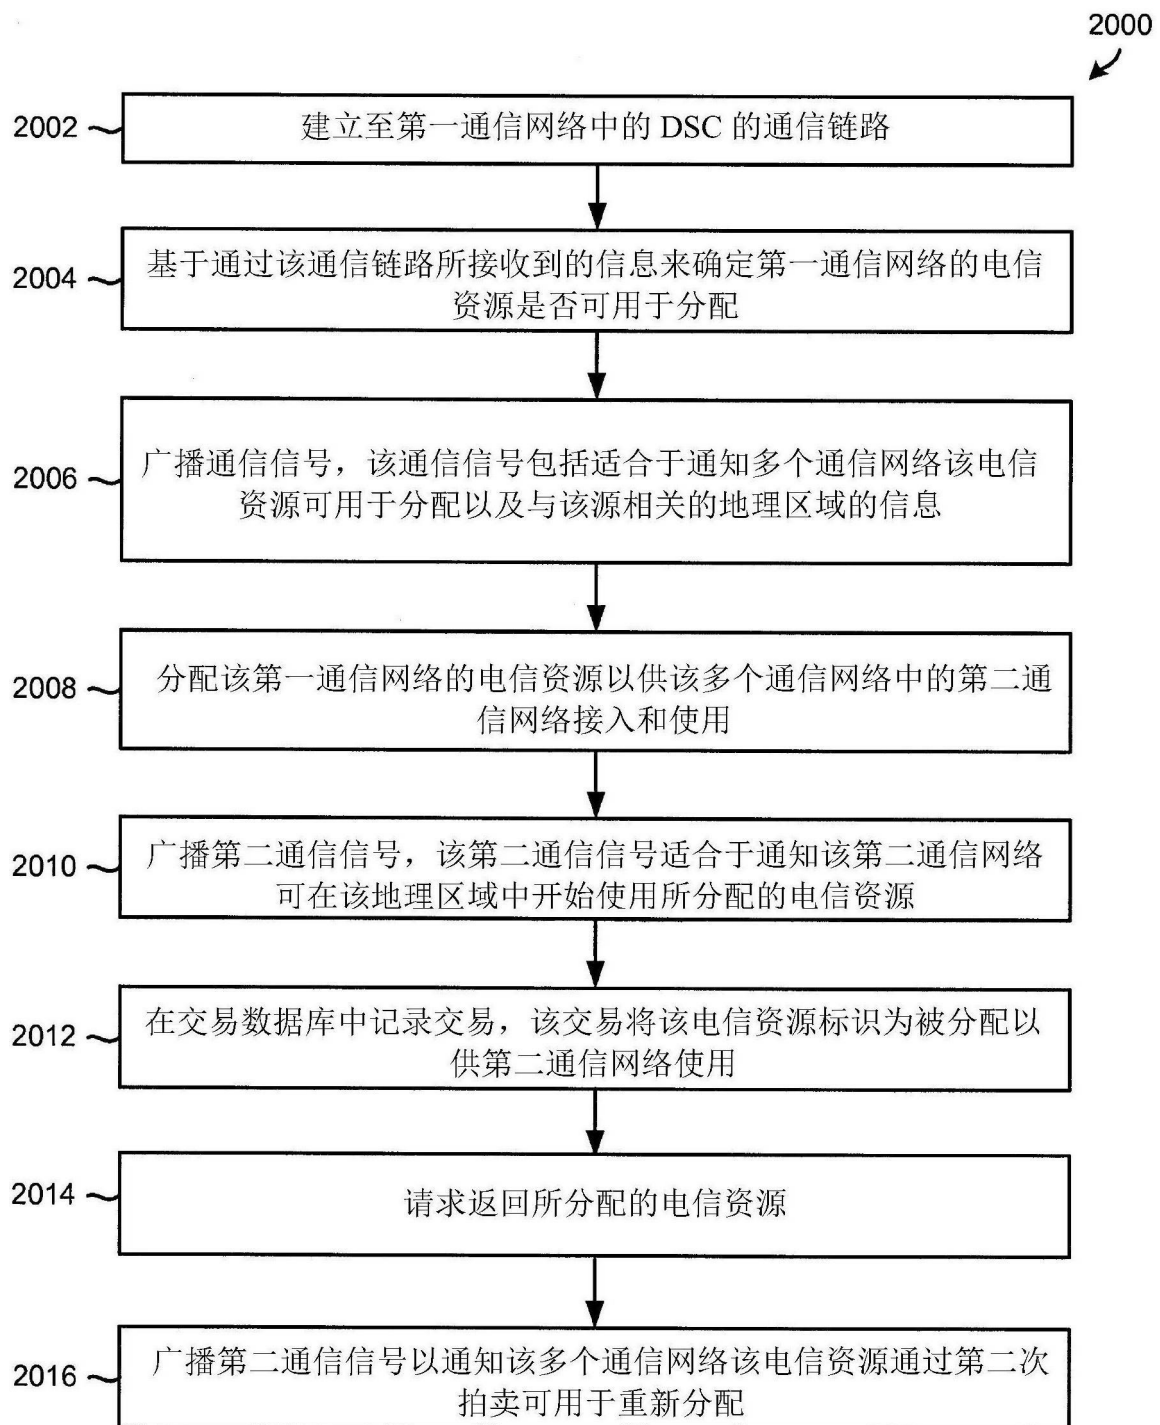 2000
2002
建立至第一通信网络中的 DSC 的通信链路
2004
基于通过该通信链路所接收到的信息来确定第一通信网络的电信
资源是否可用于分配
2006
广播通信信号，该通信信号包括适合于通知多个通信网络该电信
资源可用于分配以及与该源相关的地理区域的信息
2008
分配该第一通信网络的电信资源以供该多个通信网络中的第二通
信网络接入和使用
2010
广播第二通信信号，该第二通信信号适合于通知该第二通信网络
可在该地理区域中开始使用所分配的电信资源
2012
在交易数据库中记录交易，该交易将该电信资源标识为被分配以
供第二通信网络使用
2014
请求返回所分配的电信资源
2016
广播第二通信信号以通知该多个通信网络该电信资源通过第二次
拍卖可用于重新分配